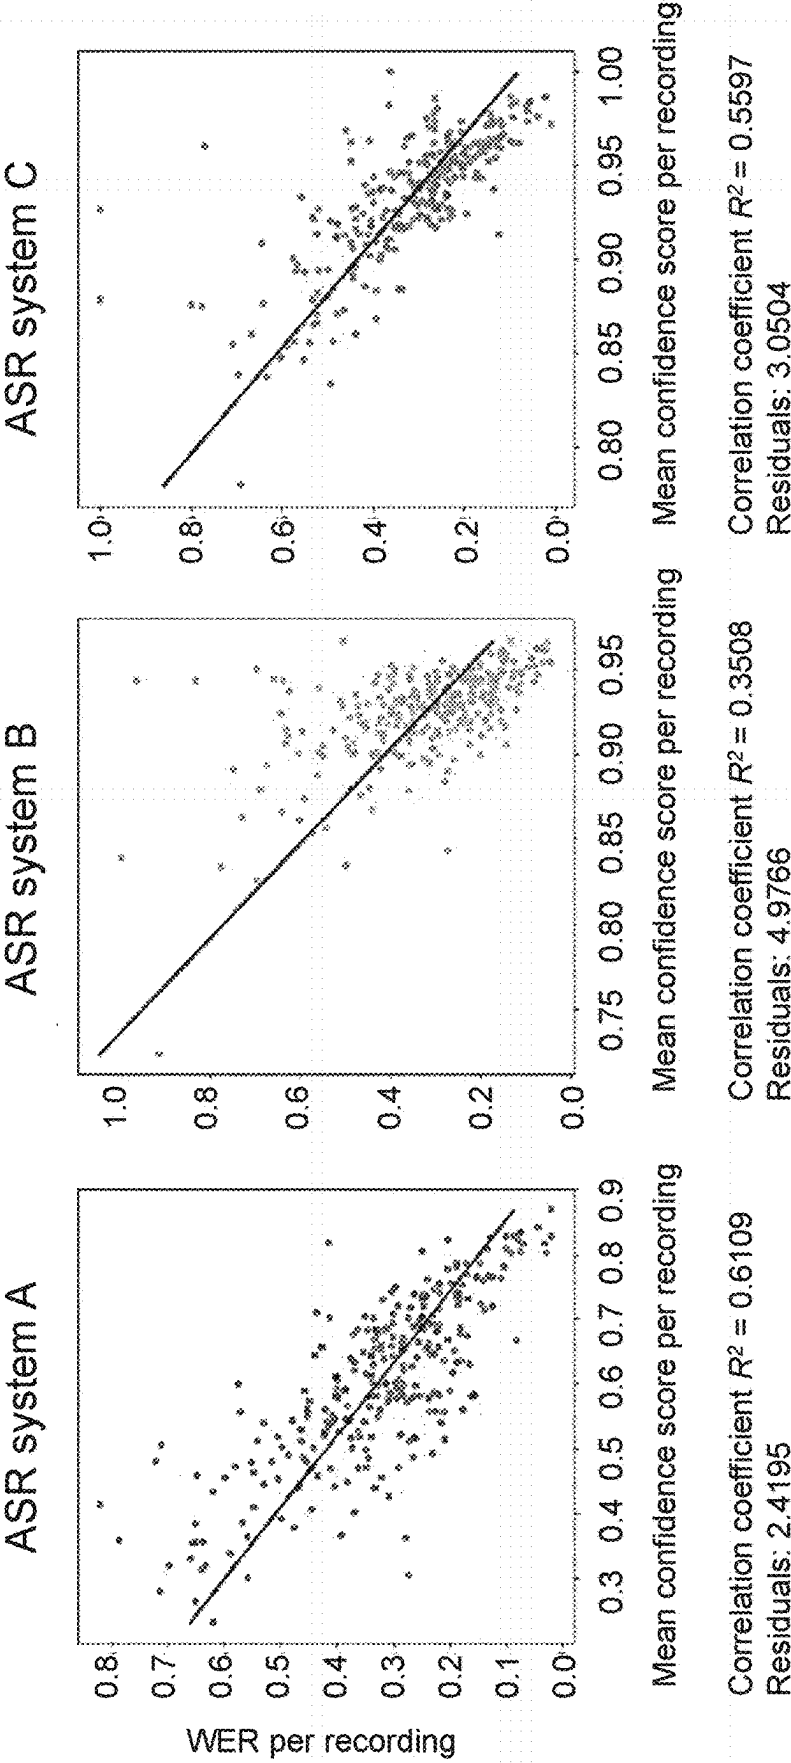 ASR system A
WER per recording
0.8
0.7
0.6
0.5
0.4
0.3
0.2
0.1
0.0
0.3 0.4 0.5 0.6 0.7 0.8 0.9
Mean confidence score per recording
Correlation coefficient R² = 0.6109
Residuals: 2.4195
ASR system B
1.0
0.8
0.6
0.4
0.2
0.0
0.75 0.80 0.85 0.90 0.95
Mean confidence score per recording
Correlation coefficient R² = 0.3508
Residuals: 4.9766
ASR system C
1.0
0.8
0.6
0.4
0.2
0.0
0.80 0.85 0.90 0.95 1.00
Mean confidence score per recording
Correlation coefficient R² = 0.5597
Residuals: 3.0504